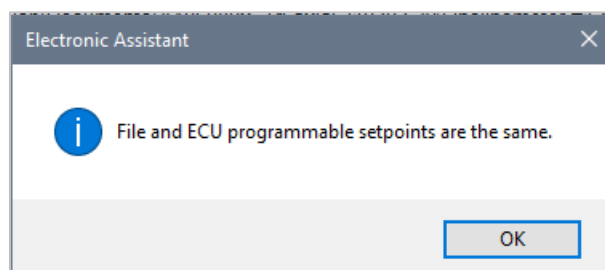 Electronic Assistant
File and ECU programmable setpoints are the same.
OK